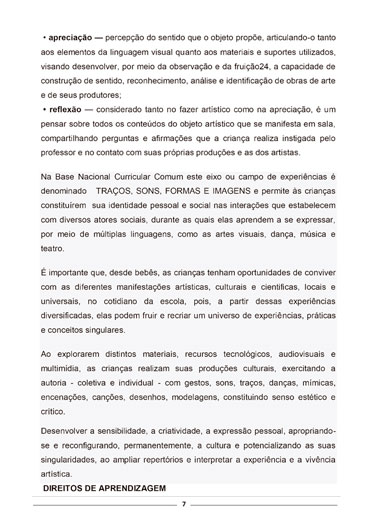 • apreciação — percepção do sentido que o objeto propõe, articulando-o tanto
aos elementos da linguagem visual quanto aos materiais e suportes utilizados,
visando desenvolver, por meio da observação e da fruição24, a capacidade de
construção de sentido, reconhecimento, análise e identificação de obras de arte
e de seus produtores;
• reflexão — considerado tanto no fazer artístico como na apreciação, é um
pensar sobre todos os conteúdos do objeto artístico que se manifesta em sala,
compartilhando perguntas e afirmações que a criança realiza instigada pelo
professor e no contato com suas próprias produções e as dos artistas.
Na Base Nacional Curricular Comum este eixo ou campo de experiências é
denominado TRAÇOS, SONS, FORMAS E IMAGENS e permite às crianças
constituírem sua identidade pessoal e social nas interações que estabelecem
com diversos atores sociais, durante as quais elas aprendem a se expressar,
por meio de múltiplas linguagens, como as artes visuais, dança, música e
teatro.
É importante que, desde bebês, as crianças tenham oportunidades de conviver
com as diferentes manifestações artísticas, culturais e cientificas, locais e
universais, no cotidiano da escola, pois, a partir dessas experiências
diversificadas, elas podem fruir e recriar um universo de experiências, práticas
e conceitos singulares.
Ao explorarem distintos materiais, recursos tecnológicos, audiovisuais e
multimídia, as crianças realizam suas produções culturais, exercitando a
autoria - coletiva e individual - com gestos, sons, traços, danças, mímicas,
encenações, canções, desenhos, modelagens, constituindo senso estético e
crítico.
Desenvolver a sensibilidade, a criatividade, a expressão pessoal, apropriando-
se e reconfigurando, permanentemente, a cultura e potencializando as suas
singularidades, ao ampliar repertórios e interpretar a experiência e a vivência
artística.
DIREITOS DE APRENDIZAGEM
7